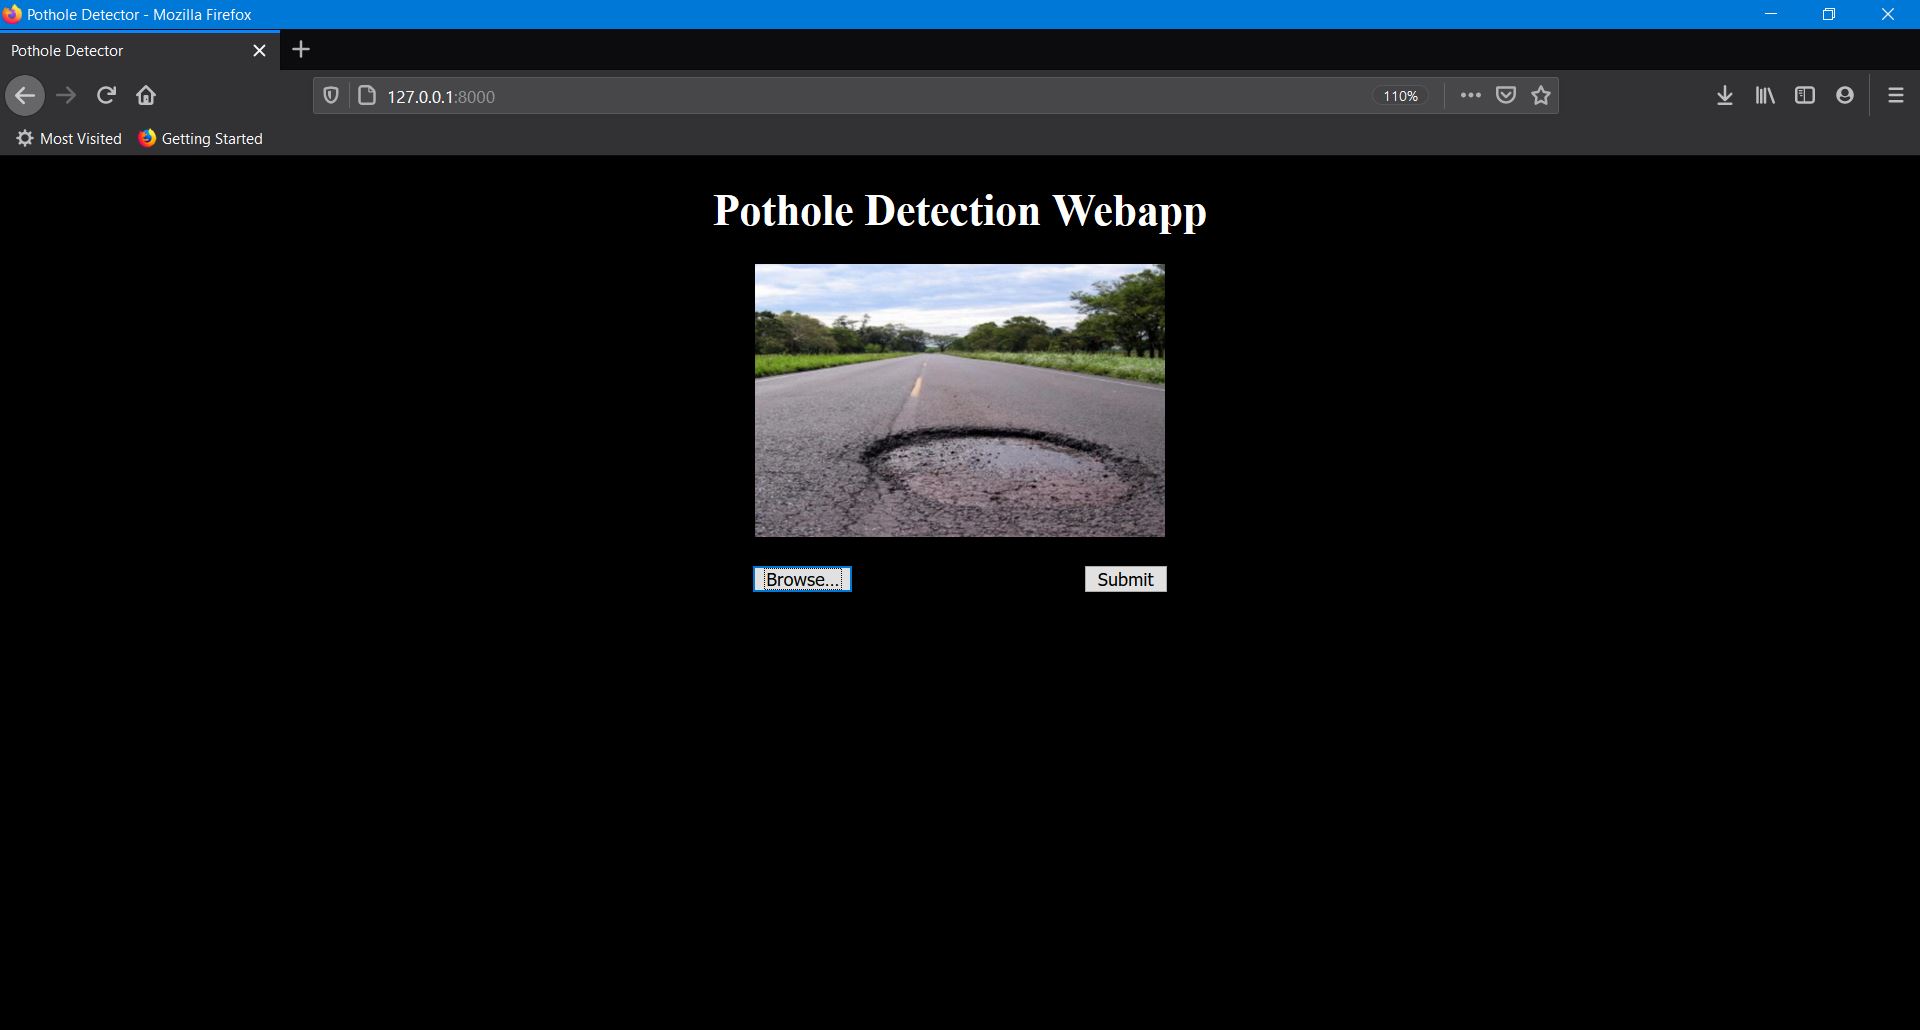 Pothole Detector - Mozilla Firefox
Pothole Detector
127.0.0.1:8000
110%
Most Visited
Getting Started
Pothole Detection Webapp
Browse...
Submit